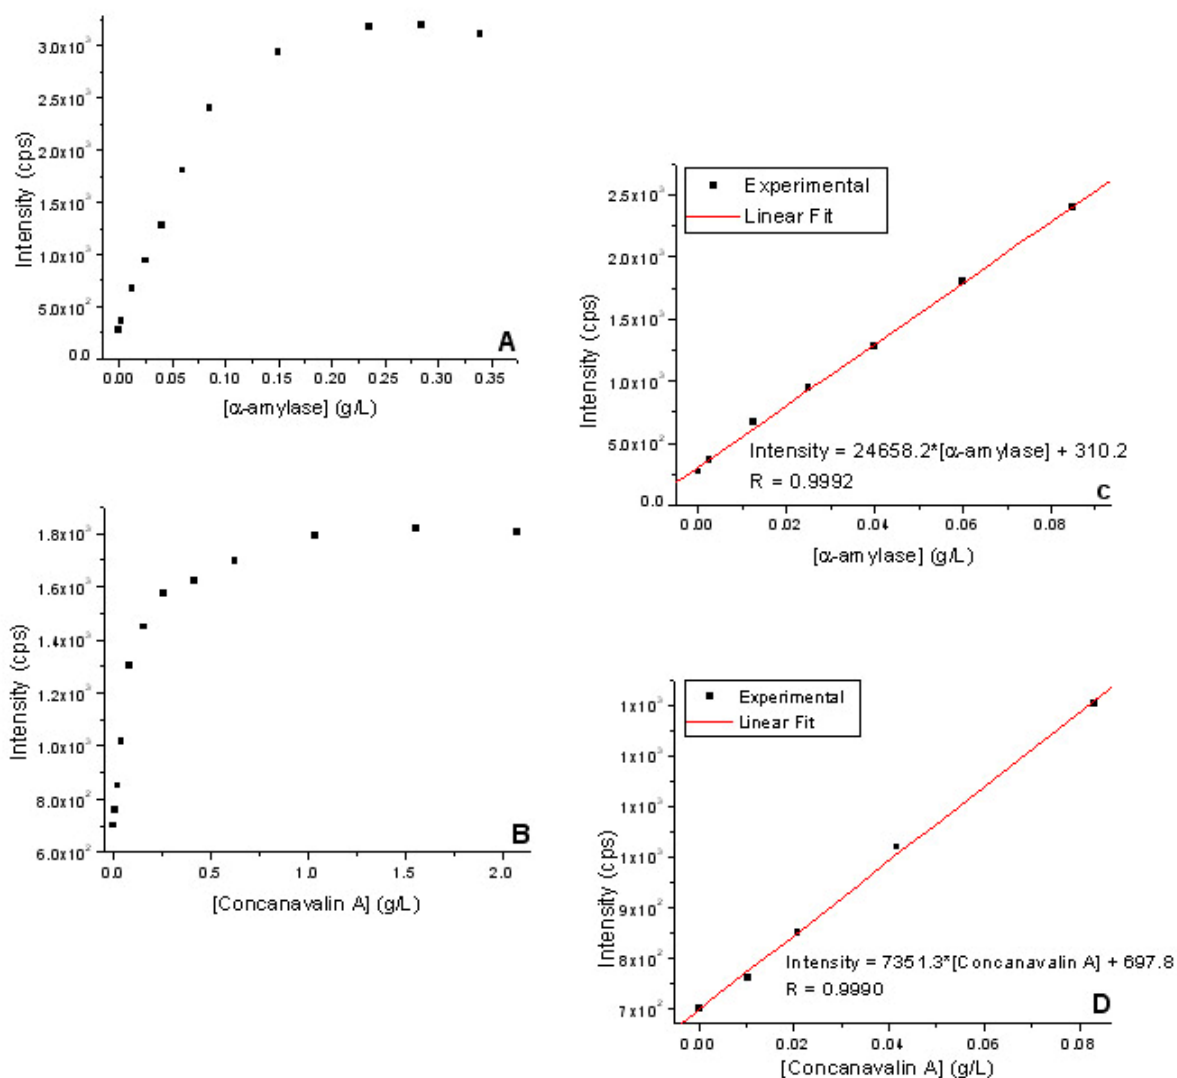 3.0x10³
2.5x10³
2.0x10³
1.5x10³
1.0x10³
5.0x10²
0.0
Intensity (cps)
A
0.00 0.05 0.10 0.15 0.20 0.25 0.30 0.35
[α-amylase] (g/L)
1.8x10³
1.6x10³
1.4x10³
1.2x10³
1.0x10³
8.0x10²
6.0x10²
Intensity (cps)
B
0.0 0.5 1.0 1.5 2.0
[Concanavalin A] (g/L)
Experimental
Linear Fit
2.5x10³
2.0x10³
1.5x10³
1.0x10³
5.0x10²
0.0
Intensity (cps)
Intensity = 24658.2*[α-amylase] + 310.2
R = 0.9992
C
0.00 0.02 0.04 0.06 0.08
[α-amylase] (g/L)
Experimental
Linear Fit
1x10³
1x10³
1x10³
1x10³
9x10²
8x10²
7x10²
Intensity (cps)
Intensity = 7351.3*[Concanavalin A] + 697.8
R = 0.9990
D
0.00 0.02 0.04 0.06 0.08
[Concanavalin A] (g/L)